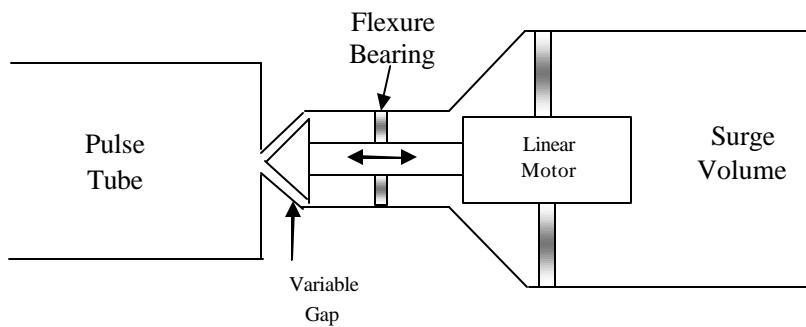 Flexure
Bearing
Pulse
Tube
Linear
Motor
Surge
Volume
Variable
Gap